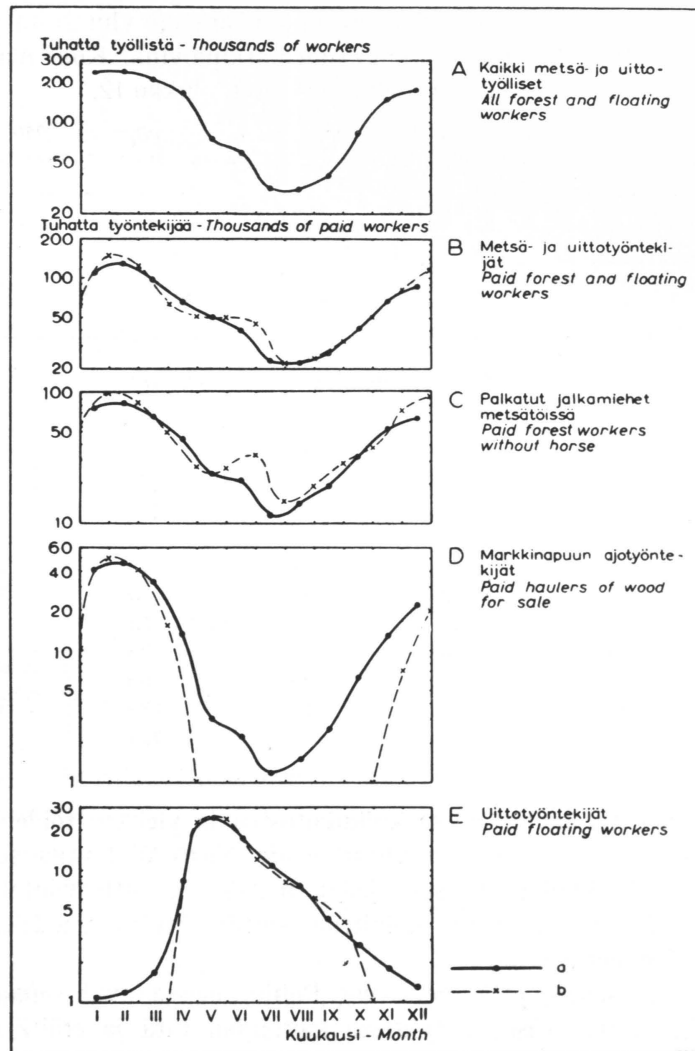 Tuhatta työllistä - Thousands of workers
300
200
100
50
20
A Kaikki metsä- ja uitto-
työlliset
All forest and floating
workers
Tuhatta työntekijää - Thousands of paid workers
200
100
50
20
B Metsä- ja uittotyönteki-
jät
Paid forest and floating
workers
100
50
10
C Palkatut jalkamiehet
metsätöissä
Paid forest workers
without horse
60
40
20
10
5
1
D Markkinapuun ajotyönte-
kijät
Paid haulers of wood
for sale
30
20
10
5
1
E Uittotyöntekijät
Paid floating workers
a
b
I II III IV V VI VII VIII IX X XI XII
Kuukausi - Month